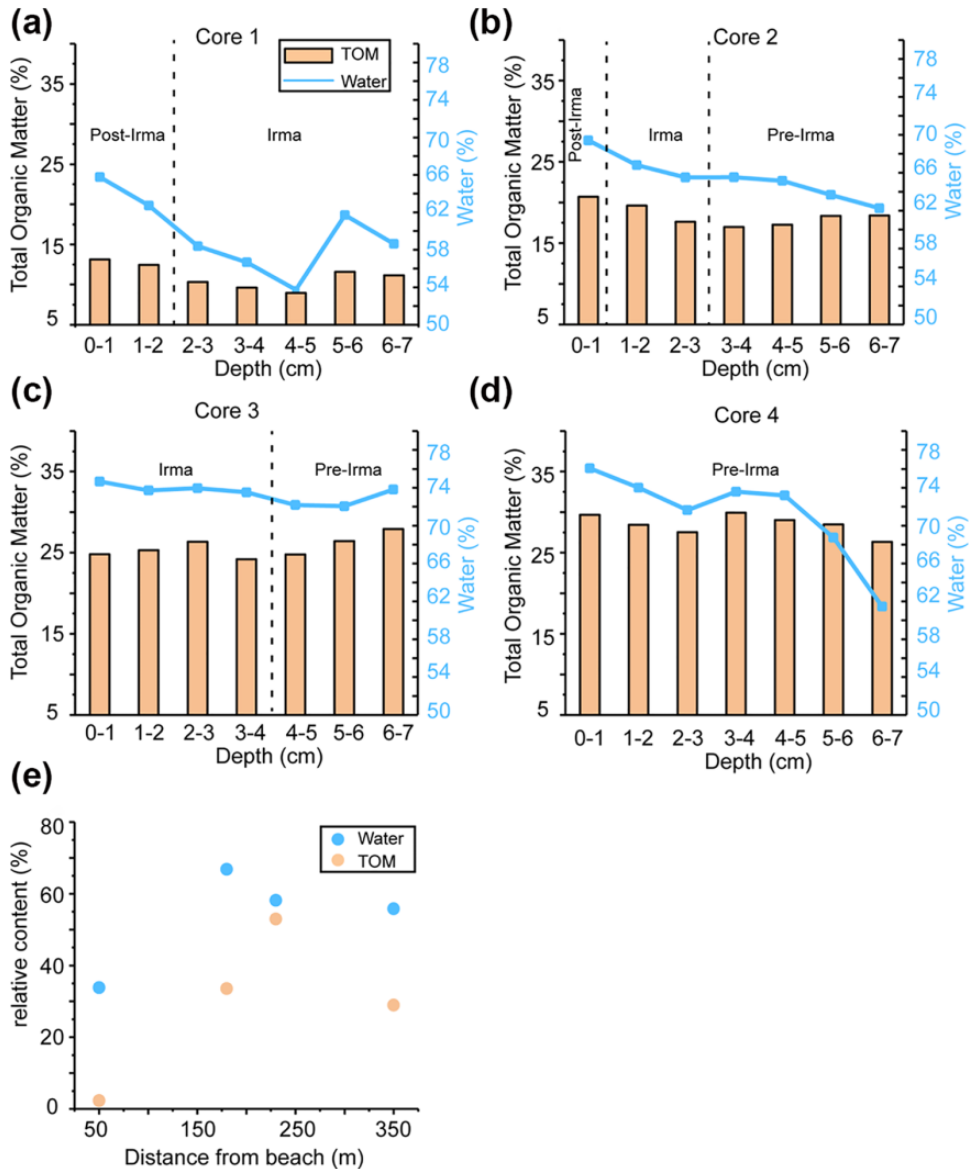 (a)
Core 1
TOM
Water
Post-Irma
Irma
Total Organic Matter (%)
35
25
15
5
80
78
74
70
66
62
58
54
50
Water (%)
0-1 1-2 2-3 3-4 4-5 5-6 6-7
Depth (cm)
(b)
Core 2
Post-Irma
Irma
Pre-Irma
Total Organic Matter (%)
35
25
15
5
80
78
74
70
66
62
58
54
50
Water (%)
0-1 1-2 2-3 3-4 4-5 5-6 6-7
Depth (cm)
(c)
Core 3
Irma
Pre-Irma
Total Organic Matter (%)
35
25
15
5
78
74
70
66
62
58
54
50
Water (%)
0-1 1-2 2-3 3-4 4-5 5-6 6-7
Depth (cm)
(d)
Core 4
Pre-Irma
Total Organic Matter (%)
35
25
15
5
78
74
70
66
62
58
54
50
Water (%)
0-1 1-2 2-3 3-4 4-5 5-6 6-7
Depth (cm)
(e)
Water
TOM
relative content (%)
80
60
40
20
0
50 150 250 350
Distance from beach (m)